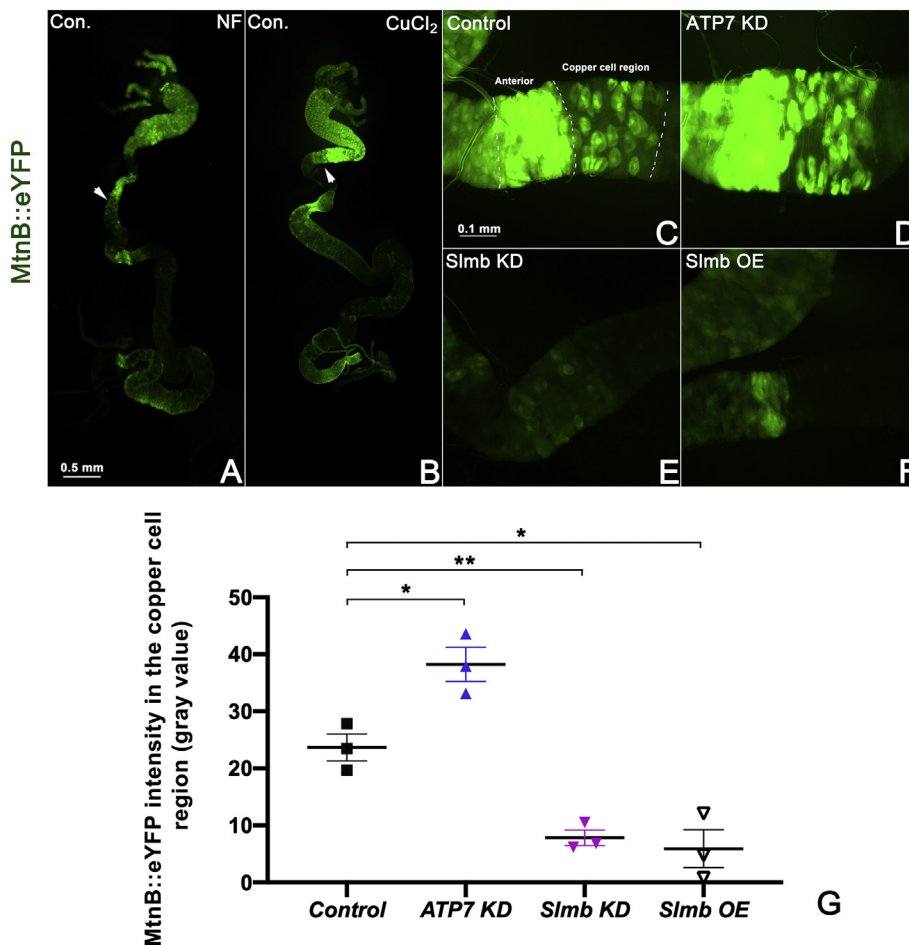 MtnB::eYFP
Con. NF
0.5 mm
A
Con. CuCl₂
B
Control
Anterior
Copper cell region
0.1 mm
C
ATP7 KD
D
Slmb KD
E
Slmb OE
F
MtnB::eYFP intensity in the copper cell
region (gray value)
*
**
*
50
40
30
20
10
0
Control ATP7 KD Slmb KD Slmb OE
G